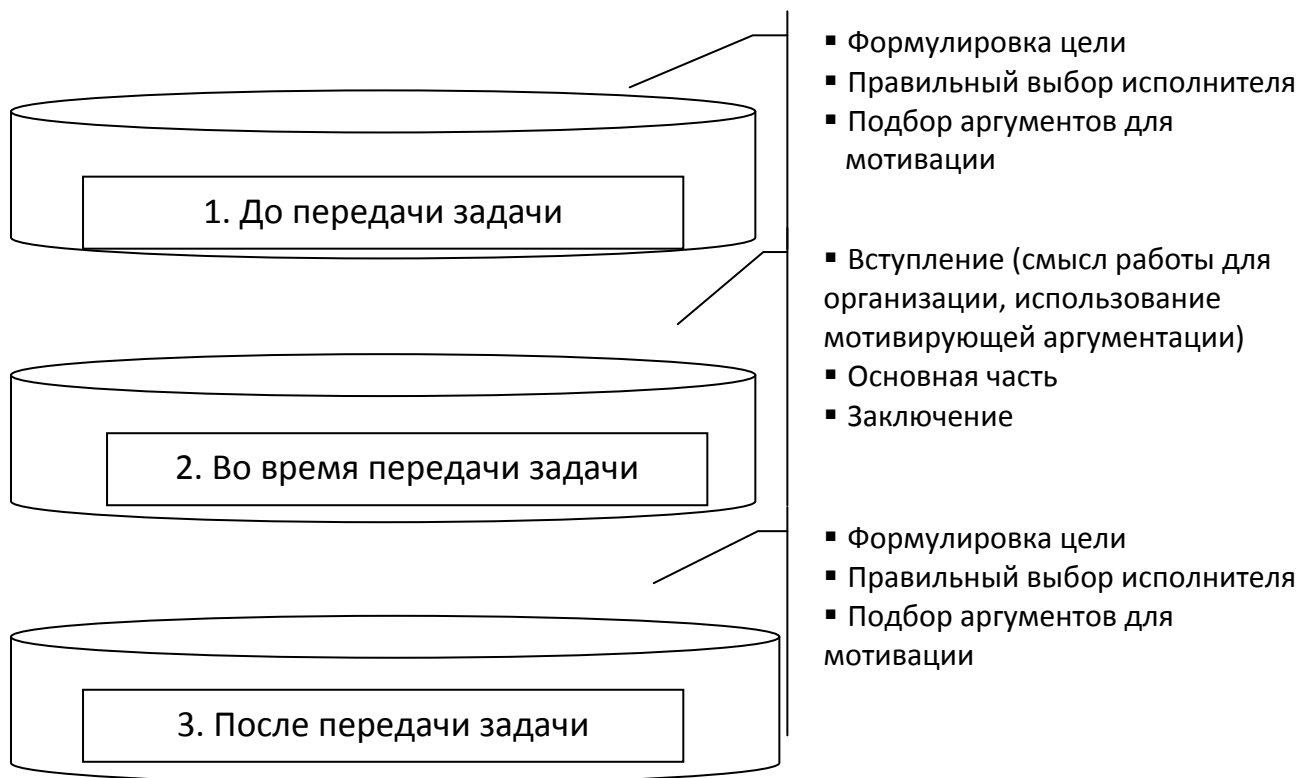 ▪ Формулировка цели
▪ Правильный выбор исполнителя
▪ Подбор аргументов для
мотивации
1. До передачи задачи
▪ Вступление (смысл работы для
организации, использование
мотивирующей аргументации)
▪ Основная часть
▪ Заключение
2. Во время передачи задачи
▪ Формулировка цели
▪ Правильный выбор исполнителя
▪ Подбор аргументов для
мотивации
3. После передачи задачи